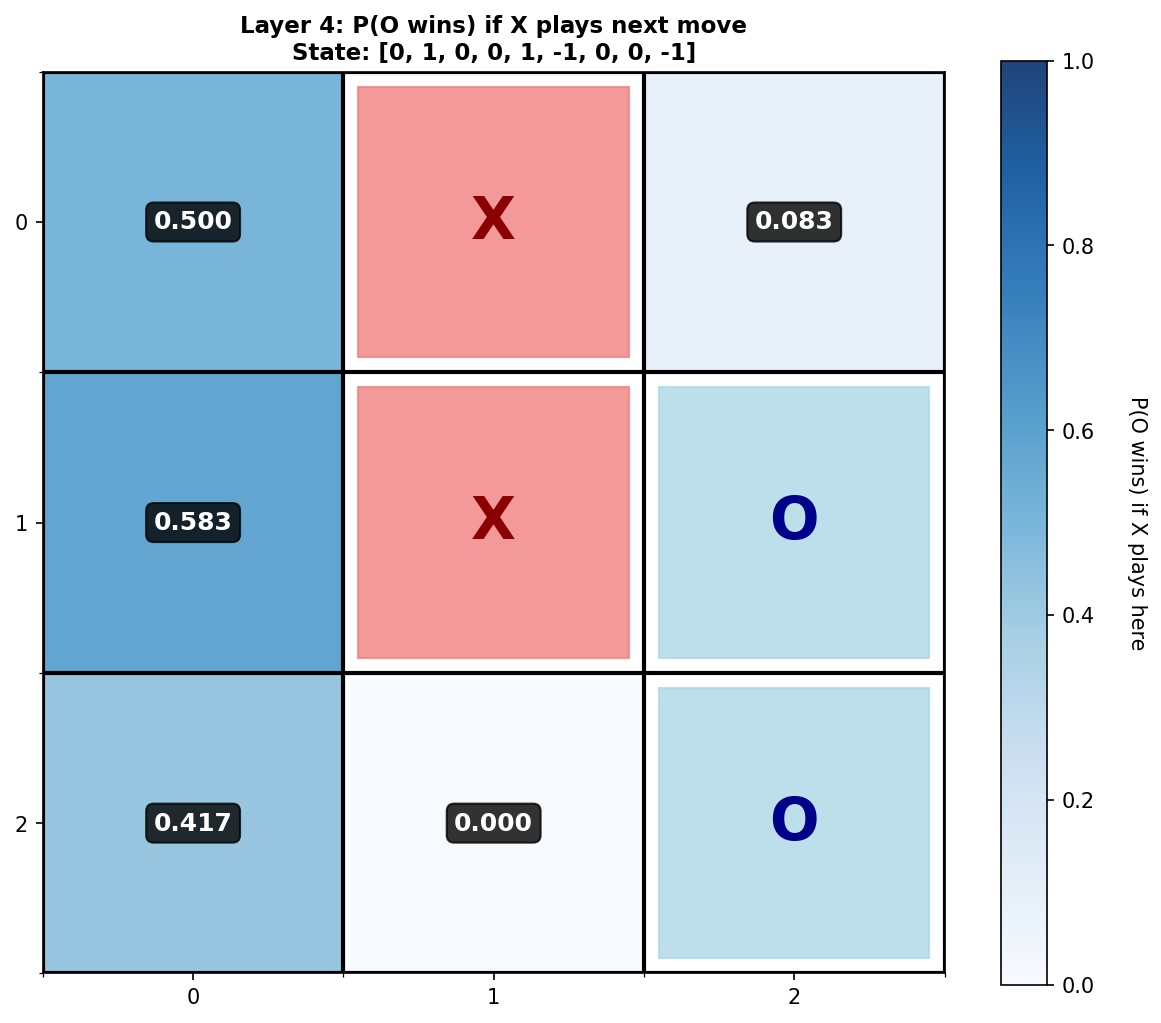 Layer 4: P(O wins) if X plays next move
State: [0, 1, 0, 0, 1, -1, 0, 0, -1]
0
0.500
X
0.083
1
0.583
X
O
2
0.417
0.000
O
0
1
2
1.0
0.8
0.6
0.4
0.2
0.0
P(O wins) if X plays here